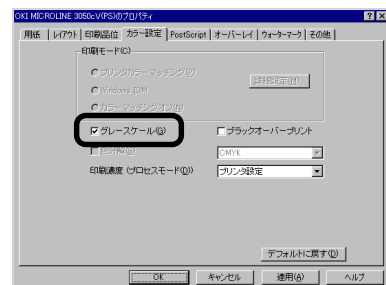 OKI MICROLINE 3050cV(PS)のプロパティ
用紙 レイアウト 印刷品位 カラー設定 PostScript オーバーレイ ウォーターマーク その他
印刷モード(C)
プリンタカラーマッチング(P)
Windows ICM
詳細設定(M)...
カラーマッチングオフ(N)
グレースケール(G) ブラックオーバープリント
CMYK
印刷濃度 (プロセスモード(D)) プリンタ設定
デフォルトに戻す(D)
OK キャンセル 適用(A) ヘルプ